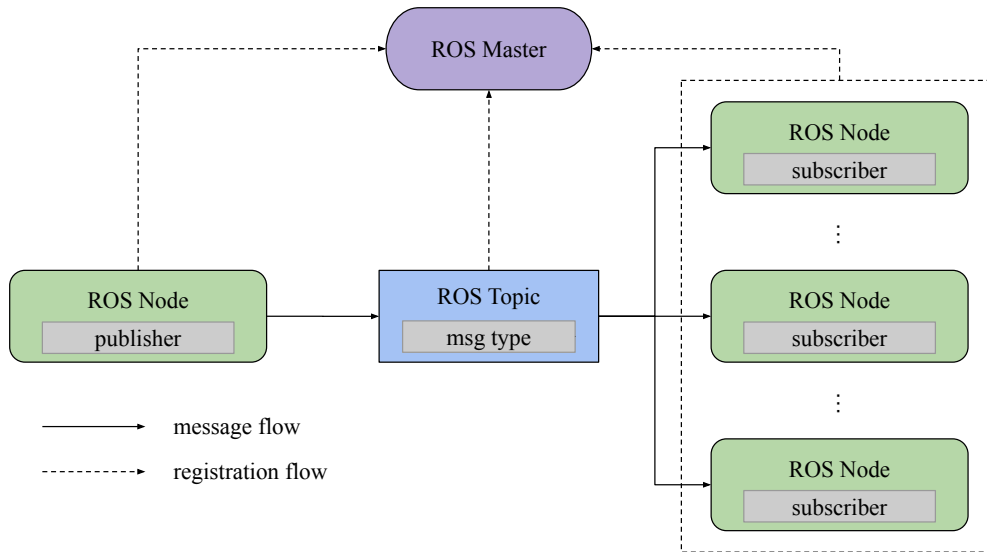 ROS Master
ROS Node
subscriber
⋮
ROS Node
publisher
ROS Topic
msg type
ROS Node
subscriber
⋮
message flow
registration flow
ROS Node
subscriber